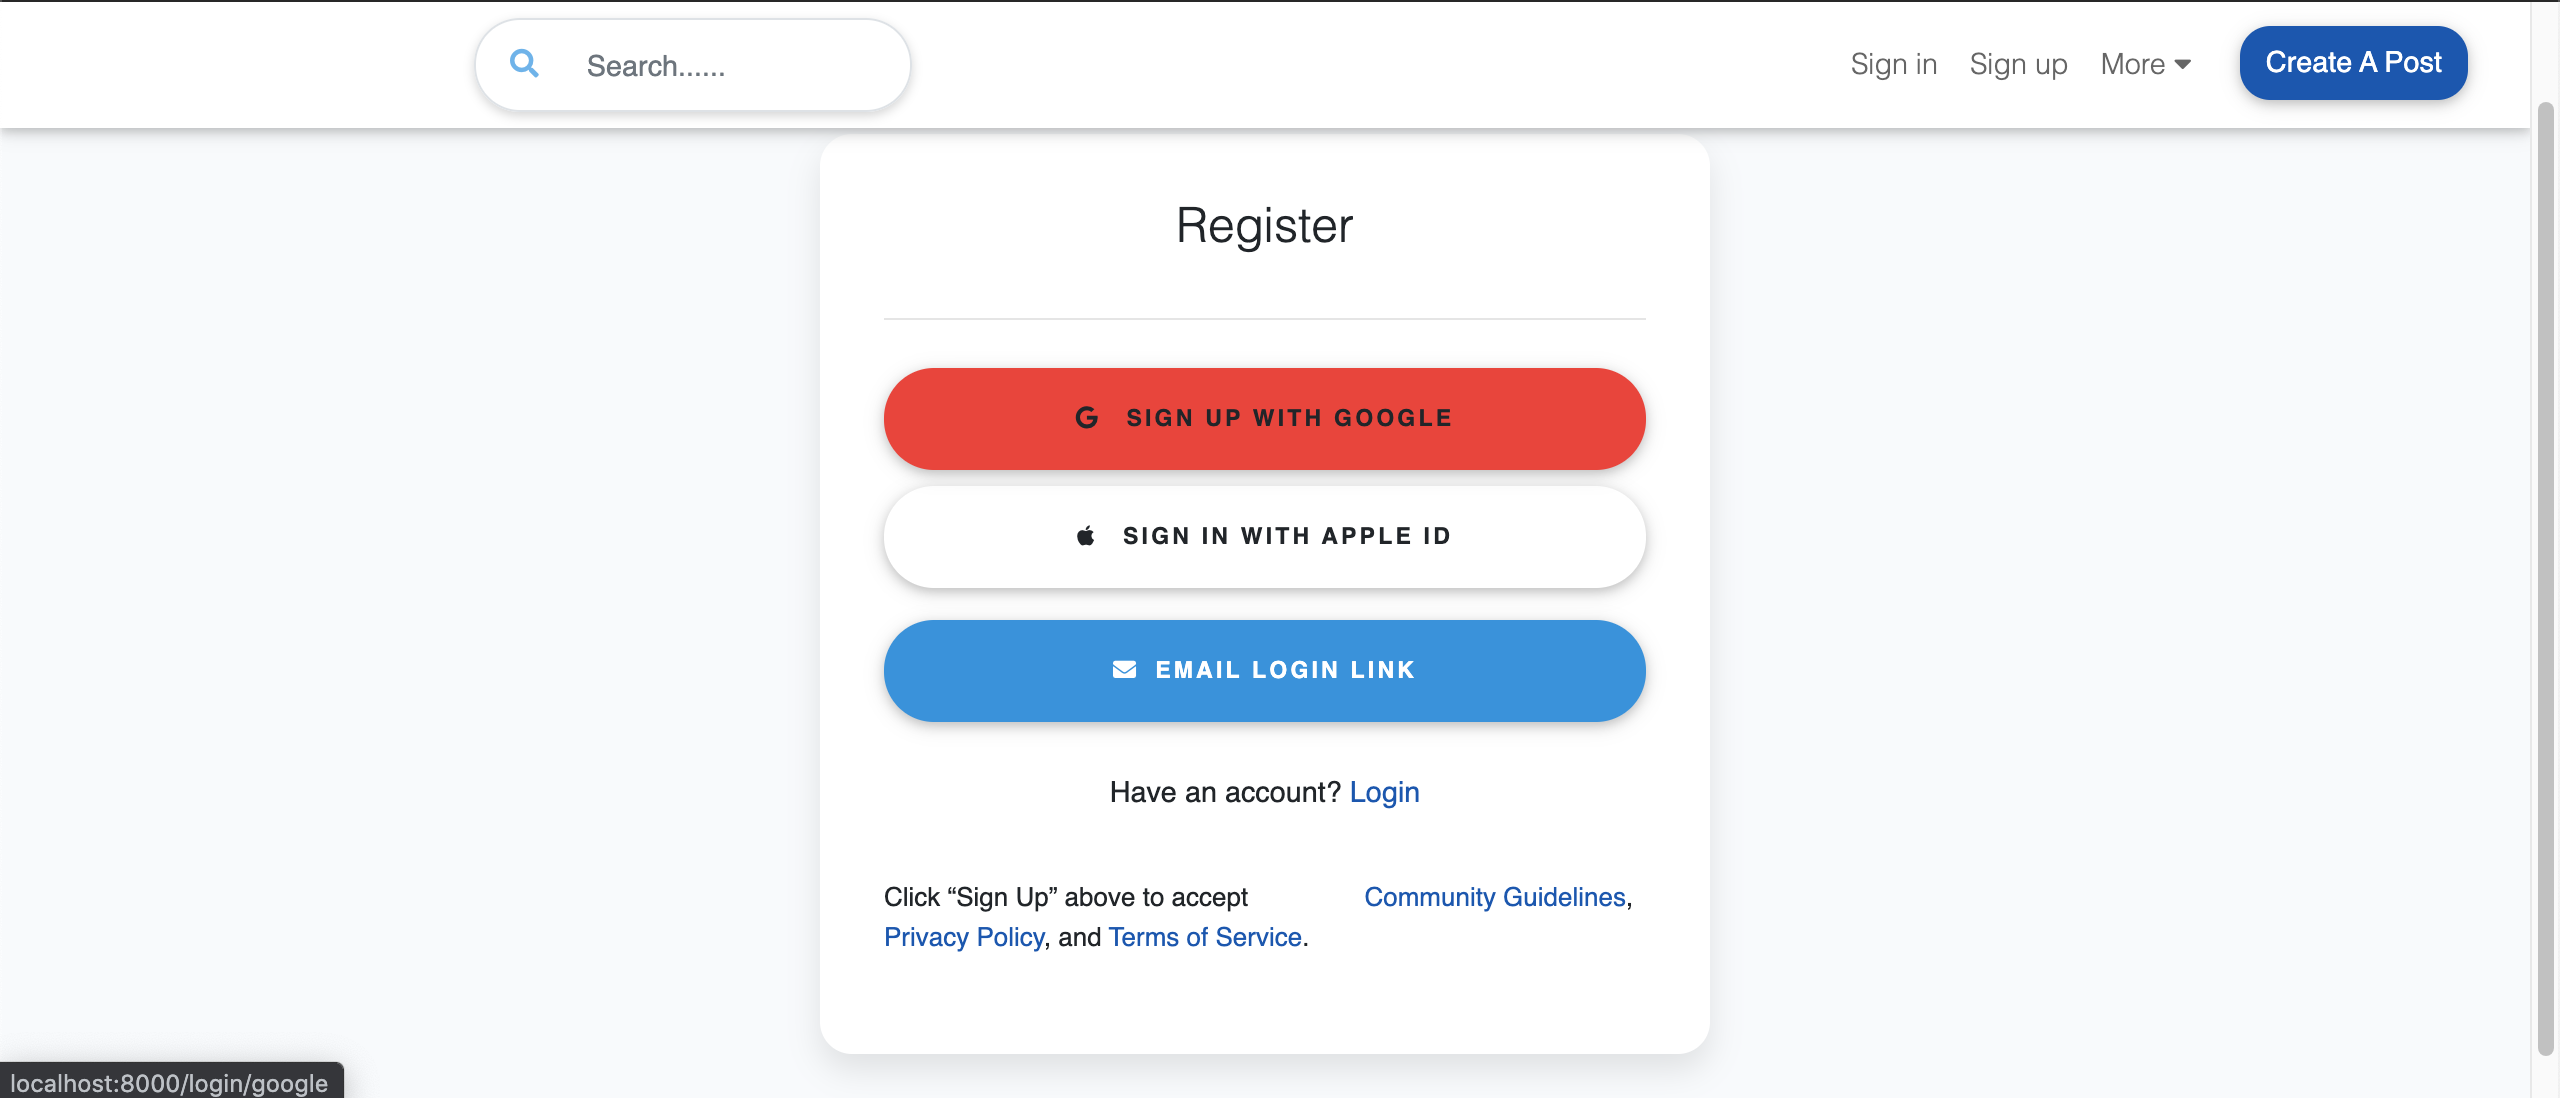 Search......
Sign in
Sign up
More
Create A Post
Register
SIGN UP WITH GOOGLE
SIGN IN WITH APPLE ID
EMAIL LOGIN LINK
Have an account? Login
Click “Sign Up” above to accept Community Guidelines,
Privacy Policy, and Terms of Service.
localhost:8000/login/google